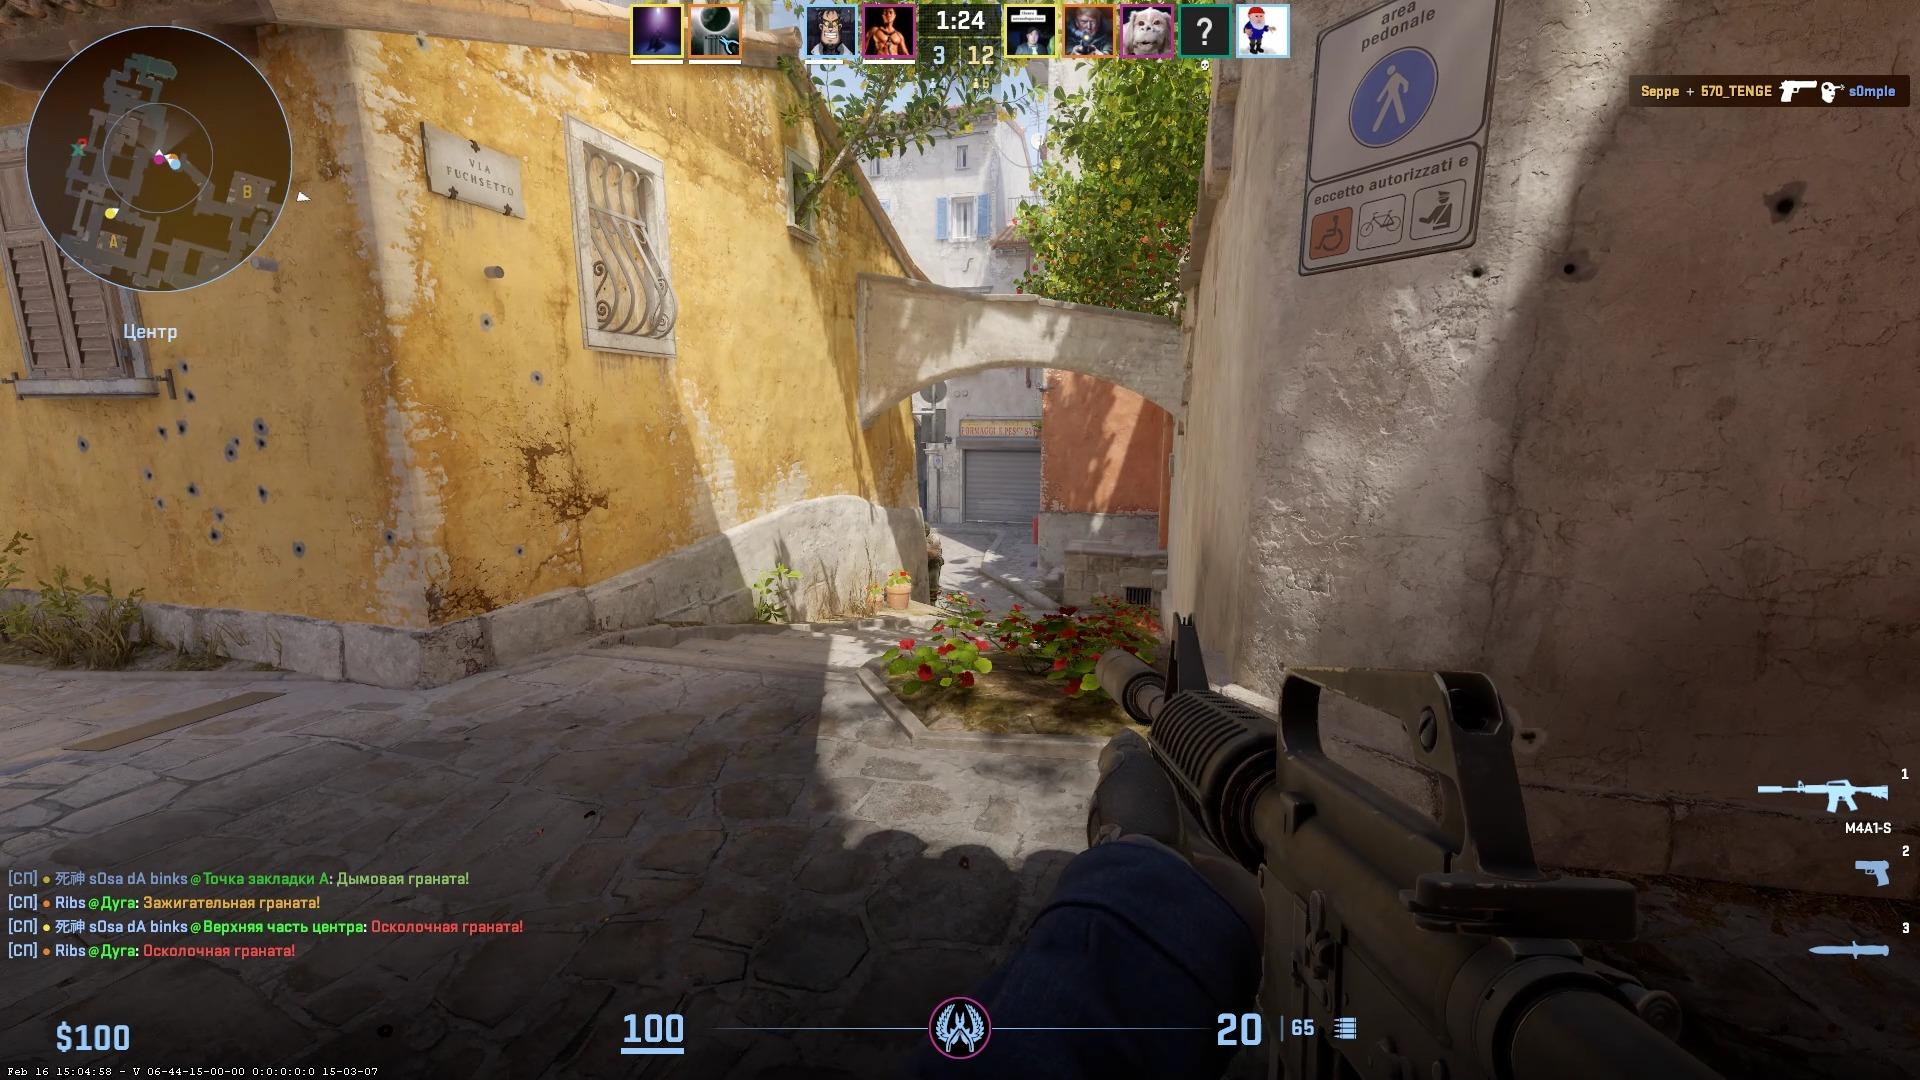 1:24
3 12
?
Seppe + 570_TENGE s0mple
area
pedonale
eccetto autorizzati e
VIA
FUCHSETTO
B
A
Центр
[СП] 死神 sOsa dA binks@Точка закладки A: Дымовая граната!
[СП] Ribs@Дуга: Зажигательная граната!
[СП] 死神 sOsa dA binks@Верхняя часть центра: Осколочная граната!
[СП] Ribs@Дуга: Осколочная граната!
1
M4A1-S
2
3
$100
100
20 | 65
Feb 16 15:04:58 - V 06-44-15-00-00 0:0:0:0:0 15-03-07